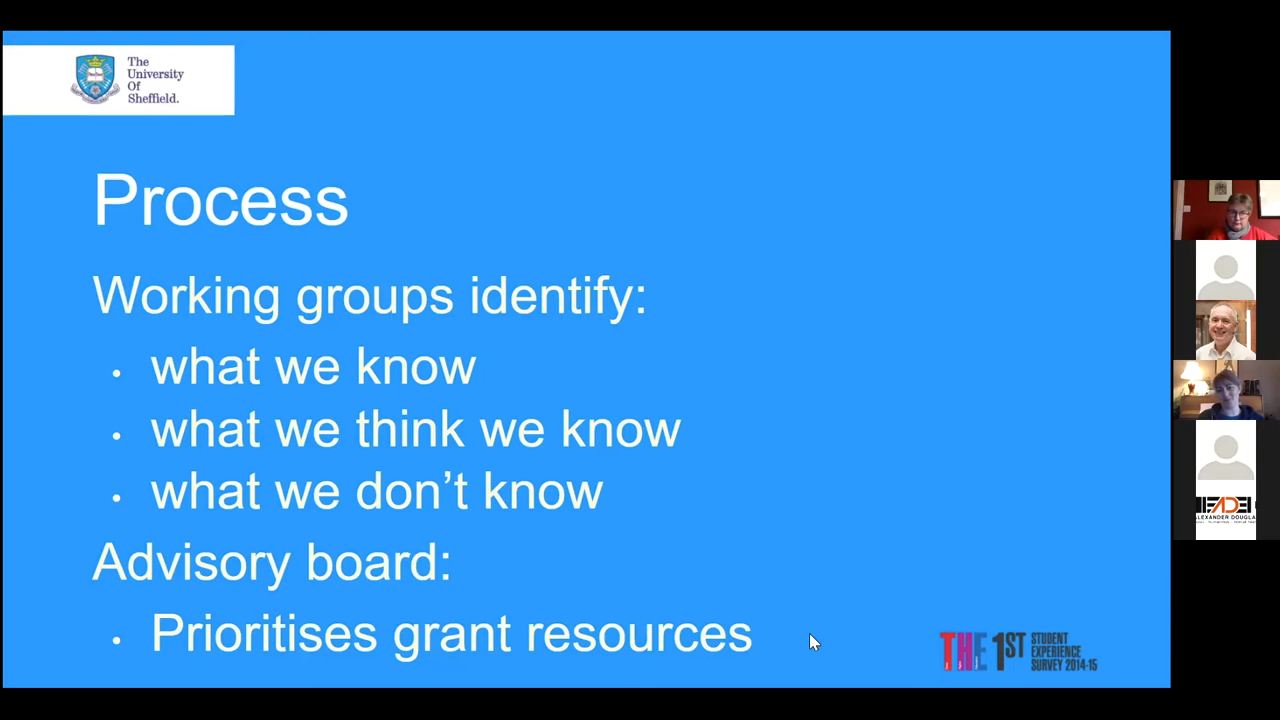 The
University
Of
Sheffield.
Process
Working groups identify:
• what we know
• what we think we know
• what we don’t know
Advisory board:
• Prioritises grant resources
THE 1ST STUDENT
EXPERIENCE
SURVEY 2014-15
ALEXANDER DOUGLA